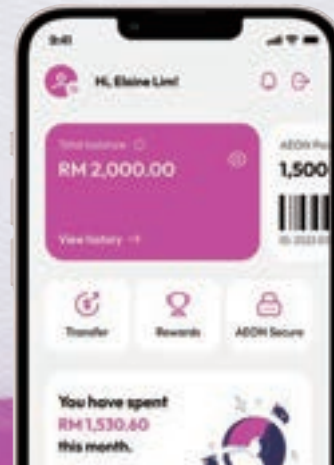 9:41
Hi, Elaine Lim!
Total balance
RM 2,000.00
View history →
AEON Po
1,500
Transfer
Rewards
AEON Secure
You have spent
RM 1,530.60
this month.